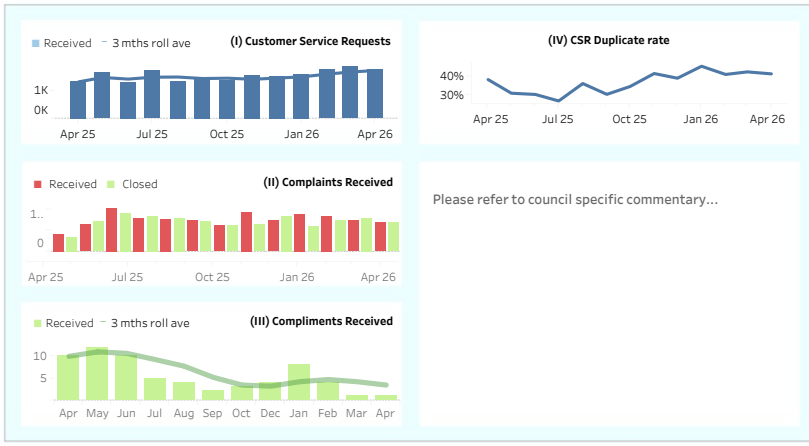 Received 3 mths roll ave (I) Customer Service Requests
1K
0K
Apr 25 Jul 25 Oct 25 Jan 26 Apr 26
(IV) CSR Duplicate rate
40%
30%
Apr 25 Jul 25 Oct 25 Jan 26 Apr 26
Received Closed (II) Complaints Received
1..
0
Apr 25 Jul 25 Oct 25 Jan 26 Apr 26
Please refer to council specific commentary...
Received 3 mths roll ave (III) Compliments Received
10
5
Apr May Jun Jul Aug Sep Oct Dec Jan Feb Mar Apr